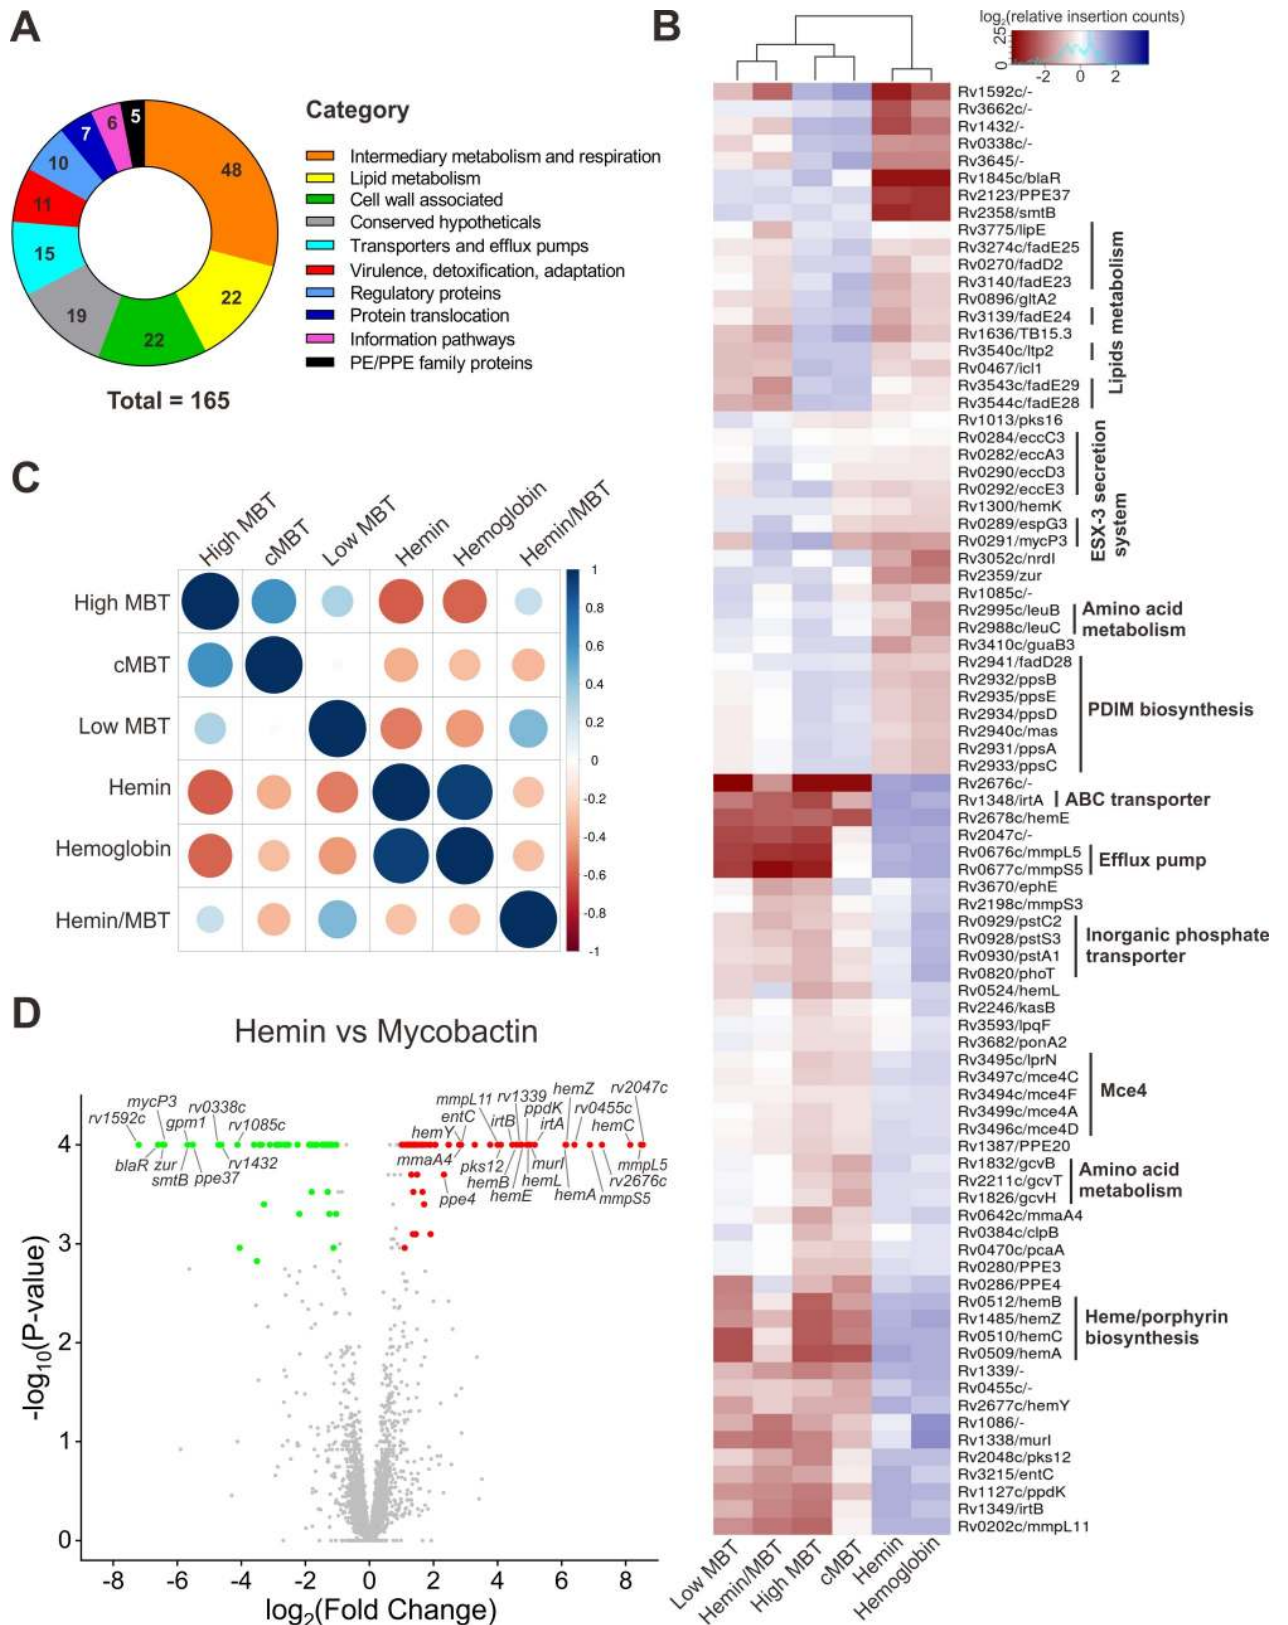 A
5
6
7
10
11
15
19
22
22
48
Total = 165
Category
Intermediary metabolism and respiration
Lipid metabolism
Cell wall associated
Conserved hypotheticals
Transporters and efflux pumps
Virulence, detoxification, adaptation
Regulatory proteins
Protein translocation
Information pathways
PE/PPE family proteins
B
log2(relative insertion counts)
0 25
-2 0 2
Rv1592c/-
Rv3662c/-
Rv1432/-
Rv0338c/-
Rv3645/-
Rv1845c/blaR
Rv2123/PPE37
Rv2358/smtB
Rv3775/lipE
Rv3274c/fadE25
Rv0270/fadD2
Rv3140/fadE23
Rv0896/gltA2
Rv3139/fadE24
Rv1636/TB15.3
Rv3540c/ltp2
Rv0467/icl1
Rv3543c/fadE29
Rv3544c/fadE28
Rv1013/pks16
Rv0284/eccC3
Rv0282/eccA3
Rv0290/eccD3
Rv0292/eccE3
Rv1300/hemK
Rv0289/espG3
Rv0291/mycP3
Rv3052c/nrdI
Rv2359/zur
Rv1085c/-
Rv2995c/leuB
Rv2988c/leuC
Rv3410c/guaB3
Rv2941/fadD28
Rv2932/ppsB
Rv2935/ppsE
Rv2934/ppsD
Rv2940c/mas
Rv2931/ppsA
Rv2933/ppsC
Rv2676c/-
Rv1348/irtA
Rv2678c/hemE
Rv2047c/-
Rv0676c/mmpL5
Rv0677c/mmpS5
Rv3670/ephE
Rv2198c/mmpS3
Rv0929/pstC2
Rv0928/pstS3
Rv0930/pstA1
Rv0820/phoT
Rv0524/hemL
Rv2246/kasB
Rv3593/lpqF
Rv3682/ponA2
Rv3495c/lprN
Rv3497c/mce4C
Rv3494c/mce4F
Rv3499c/mce4A
Rv3496c/mce4D
Rv1387/PPE20
Rv1832/gcvB
Rv2211c/gcvT
Rv1826/gcvH
Rv0642c/mmaA4
Rv0384c/clpB
Rv0470c/pcaA
Rv0280/PPE3
Rv0286/PPE4
Rv0512/hemB
Rv1485/hemZ
Rv0510/hemC
Rv0509/hemA
Rv1339/-
Rv0455c/-
Rv2677c/hemY
Rv1086/-
Rv1338/murI
Rv2048c/pks12
Rv3215/entC
Rv1127c/ppdK
Rv1349/irtB
Rv0202c/mmpL11
Lipids metabolism
ESX-3 secretion
system
Amino acid
metabolism
PDIM biosynthesis
ABC transporter
Efflux pump
Inorganic phosphate
transporter
Mce4
Amino acid
metabolism
Heme/porphyrin
biosynthesis
Low MBT
Hemin/MBT
High MBT
cMBT
Hemin
Hemoglobin
C
High MBT
cMBT
Low MBT
Hemin
Hemoglobin
Hemin/MBT
High MBT
cMBT
Low MBT
Hemin
Hemoglobin
Hemin/MBT
1
0.8
0.6
0.4
0.2
0
-0.2
-0.4
-0.6
-0.8
-1
D
Hemin vs Mycobactin
rv1592c
mycP3
gpm1
rv0338c
rv1085c
blaR
zur
smtB
ppe37
rv1432
hemY
entC
mmpL11
irtB
rv1339
ppdK
irtA
hemZ
rv0455c
hemC
rv2047c
mmaA4
ppe4
pks12
hemB
hemE
hemL
murI
hemA
mmpS5
rv2676c
mmpL5
4
3
2
1
0
-log10(P-value)
-8 -6 -4 -2 0 2 4 6 8
log2(Fold Change)